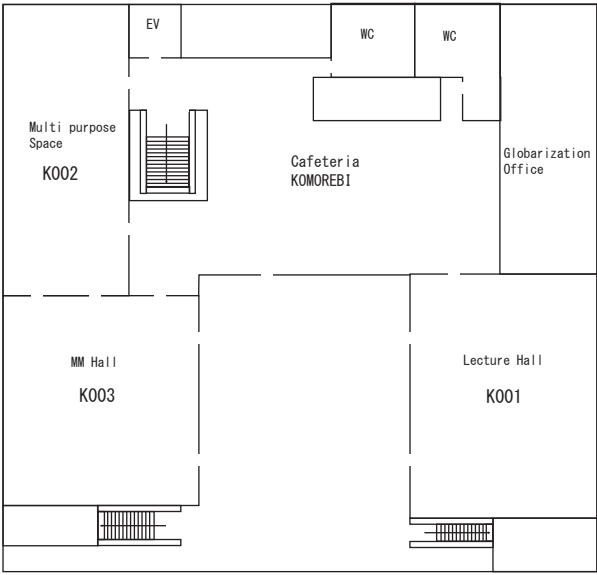 EV
WC
WC
Multi purpose
Space
K002
Cafeteria
KOMOREBI
Globarization
Office
MM Hall
K003
Lecture Hall
K001